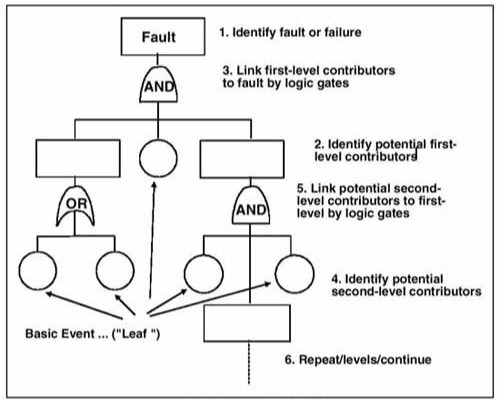 Fault
1. Identify fault or failure
3. Link first-level contributors
to fault by logic gates
AND
2. Identify potential first-
level contributors
5. Link potential second-
level contributors to first-
level by logic gates
OR
AND
4. Identify potential
second-level contributors
Basic Event ... ("Leaf ")
6. Repeat/levels/continue